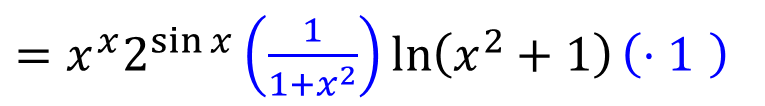 = x^x 2^{sin x} (1/(1+x^2)) ln(x^2 + 1) (· 1 )